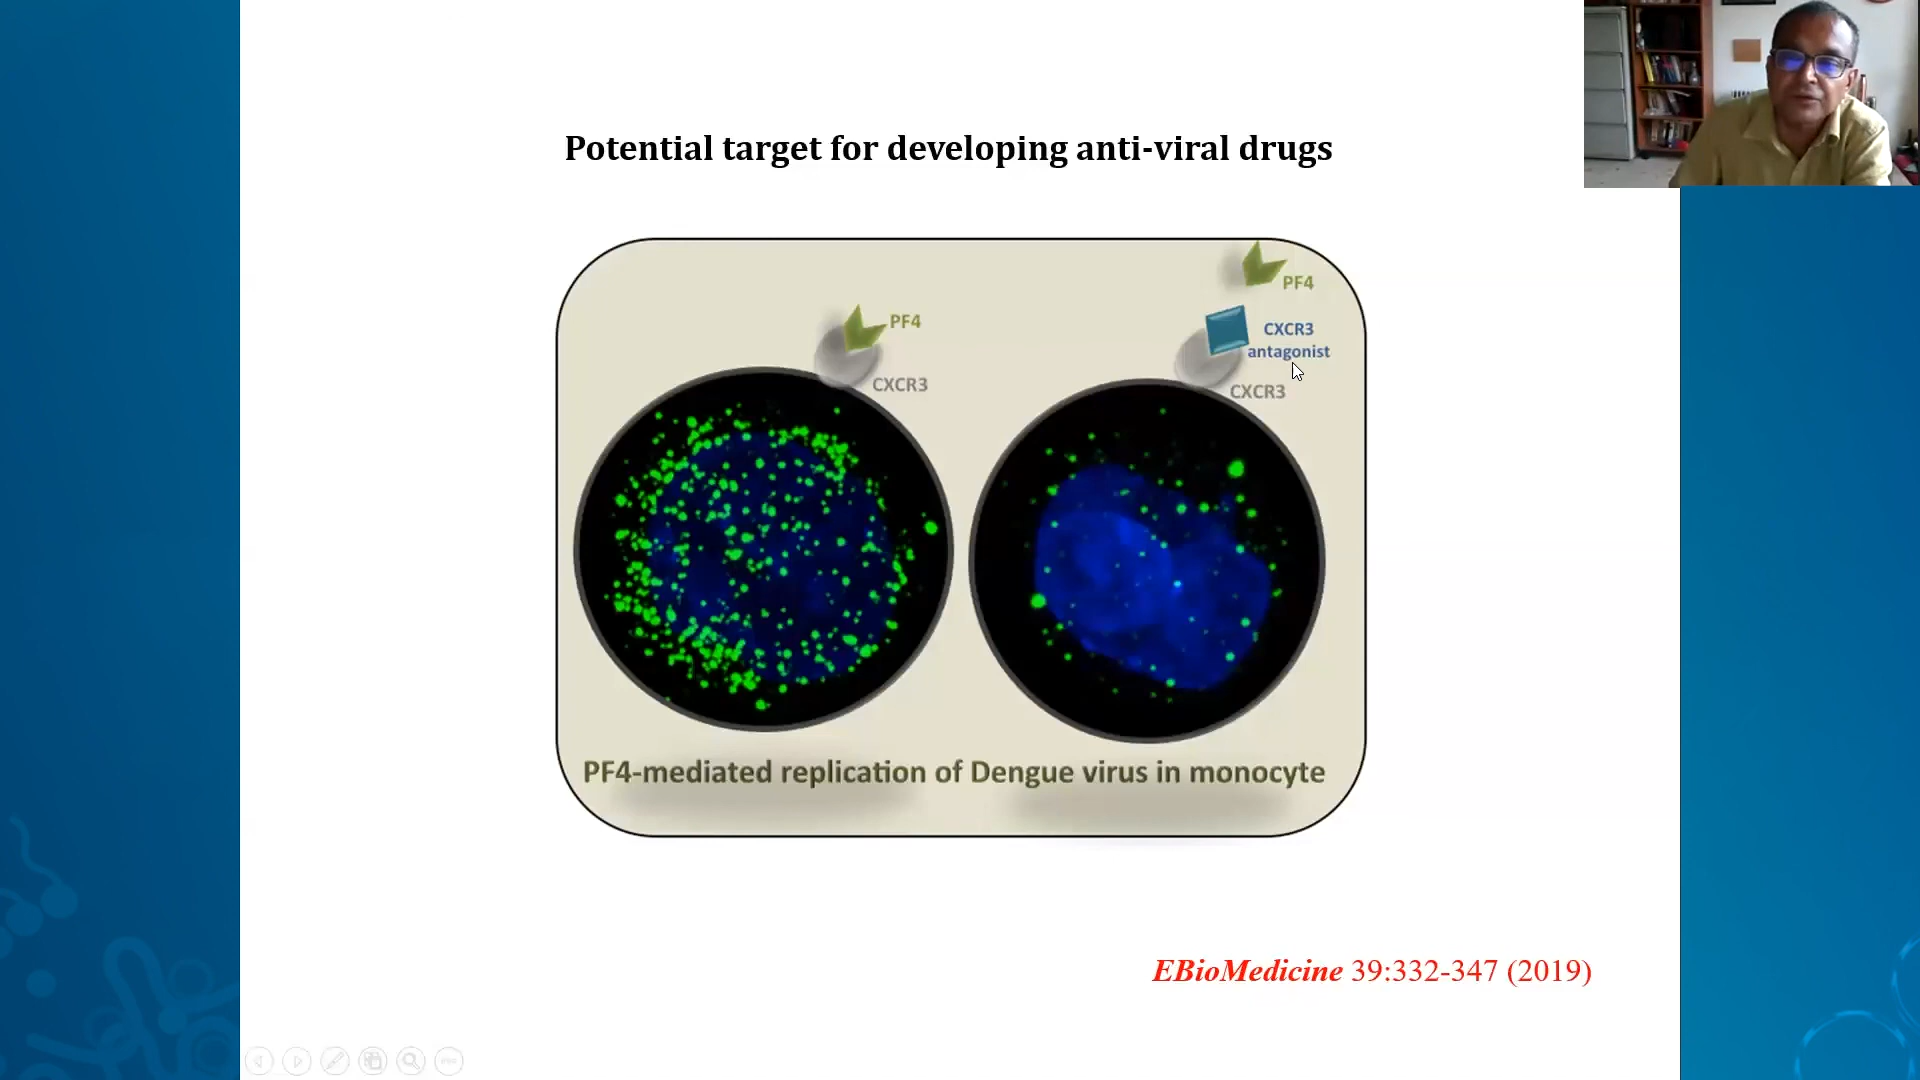 Potential target for developing anti-viral drugs
PF4
CXCR3
PF4
CXCR3
antagonist
CXCR3
PF4-mediated replication of Dengue virus in monocyte
EBioMedicine 39:332-347 (2019)